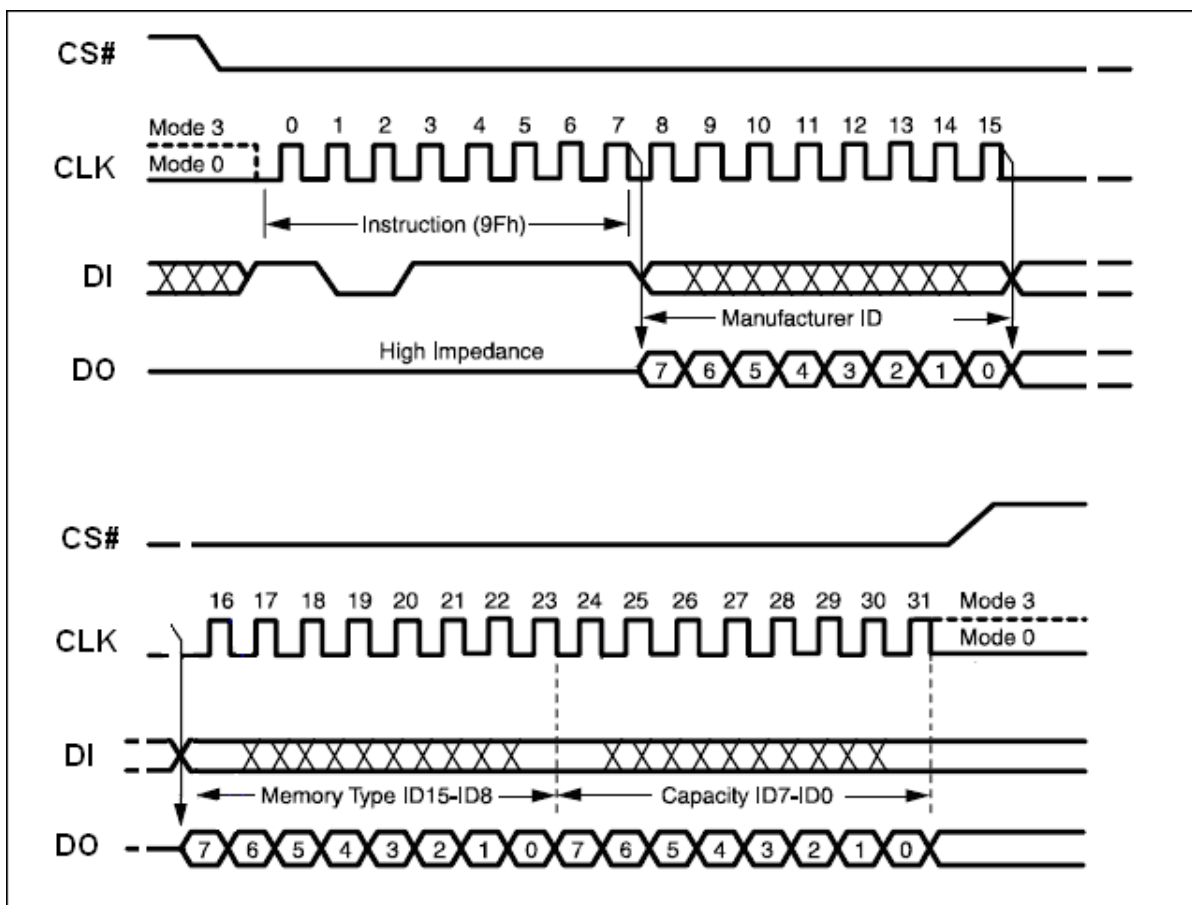 CS#
Mode 3
0 1 2 3 4 5 6 7 8 9 10 11 12 13 14 15
CLK
Mode 0
Instruction (9Fh)
DI
Manufacturer ID
High Impedance
DO
7 6 5 4 3 2 1 0
CS#
16 17 18 19 20 21 22 23 24 25 26 27 28 29 30 31
Mode 3
CLK
Mode 0
DI
Memory Type ID15-ID8
Capacity ID7-ID0
DO
7 6 5 4 3 2 1 0 7 6 5 4 3 2 1 0